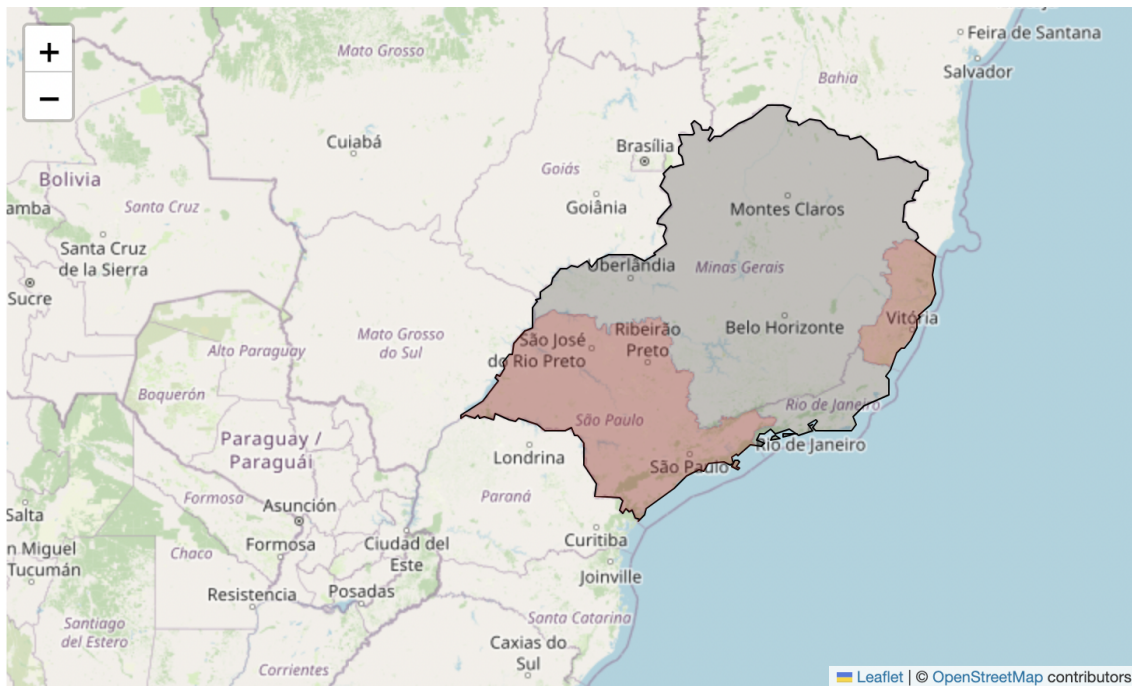 +
−
Mato Grosso
Feira de Santana
Salvador
Bahia
Cuiabá
Brasília
Goiás
Bolivia
amba
Santa Cruz
Goiânia
Montes Claros
Santa Cruz
de la Sierra
Uberlândia
Minas Gerais
Sucre
Vitória
Mato Grosso
do Sul
São José
do Rio Preto
Ribeirão
Preto
Belo Horizonte
Alto Paraguay
Boquerón
Rio de Janeiro
São Paulo
Paraguay /
Paraguái
Londrina
São Paulo
Rio de Janeiro
Formosa
Paraná
Asunción
Salta
Curitiba
Chaco
Formosa
Ciudad del
Este
n Miguel
Tucumán
Joinville
Resistencia
Posadas
Santiago
del Estero
Santa Catarina
Caxias do
Sul
Corrientes
Leaflet | © OpenStreetMap contributors